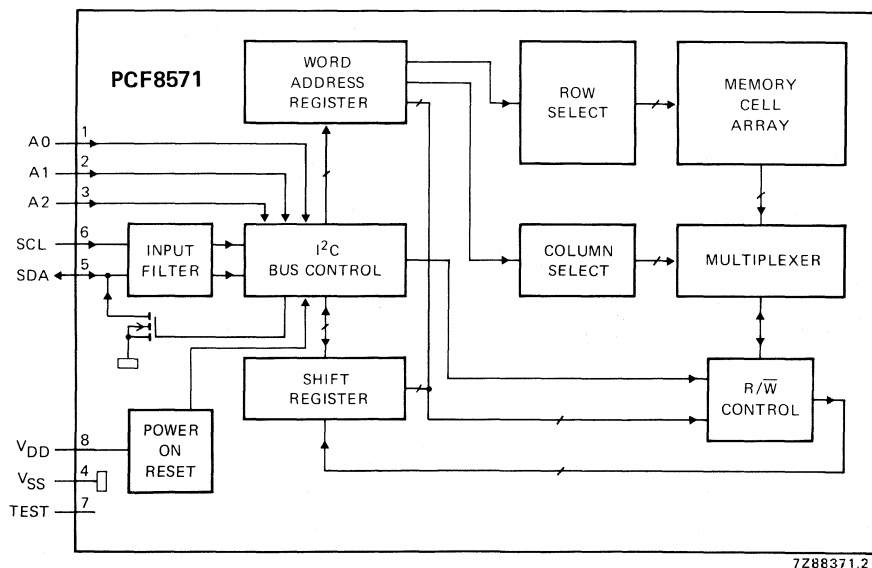 PCF8571
WORD
ADDRESS
REGISTER
ROW
SELECT
MEMORY
CELL
ARRAY
A0
1
A1
2
A2
3
SCL
6
SDA
5
INPUT
FILTER
I²C
BUS CONTROL
COLUMN
SELECT
MULTIPLEXER
SHIFT
REGISTER
R/W̅
CONTROL
POWER
ON
RESET
VDD
8
VSS
4
TEST
7
7Z88371.2